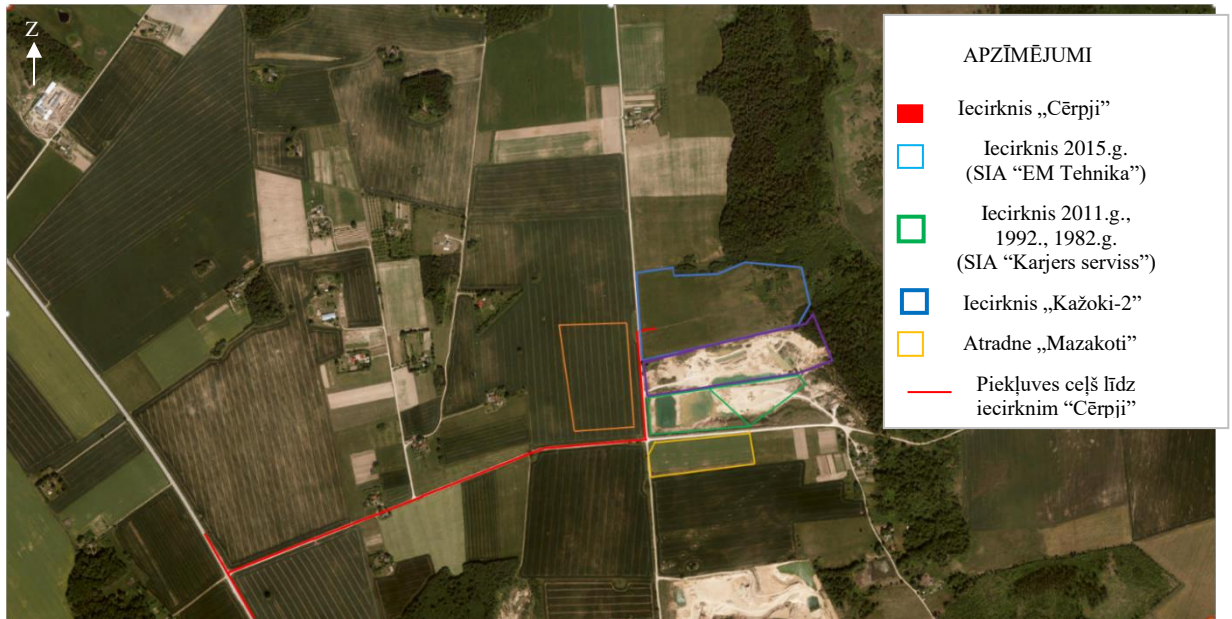 Z
APZĪMĒJUMI
Iecirknis „Cērpji”
Iecirknis 2015.g.
(SIA “EM Tehnika”)
Iecirknis 2011.g.,
1992., 1982.g.
(SIA “Karjers serviss”)
Iecirknis „Kažoki-2”
Atradne „Mazakoti”
Piekļuves ceļš līdz
iecirknim “Cērpji”